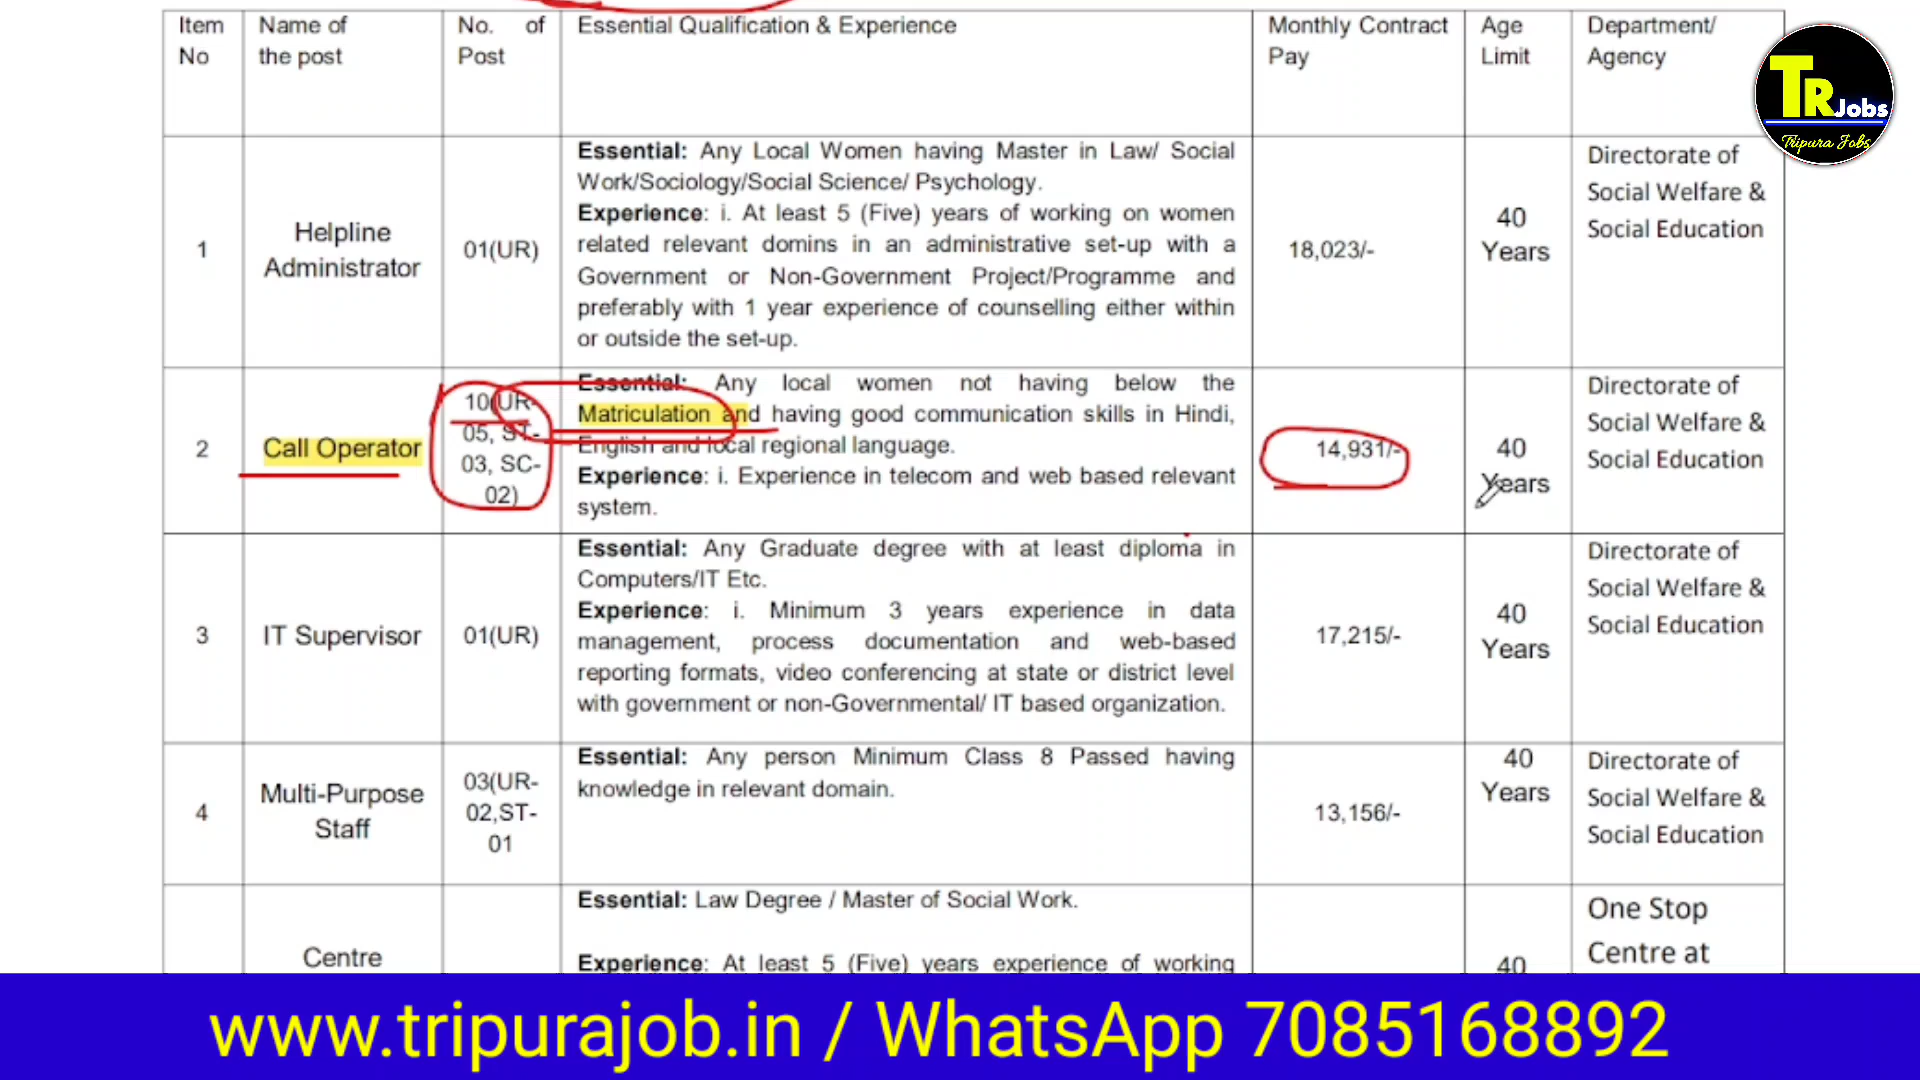 Item No
Name of the post
No. of Post
Essential Qualification & Experience
Monthly Contract Pay
Age Limit
Department/ Agency
TR Jobs
Tripura Jobs
1
Helpline Administrator
01(UR)
Essential: Any Local Women having Master in Law/ Social
Work/Sociology/Social Science/ Psychology.
Experience: i. At least 5 (Five) years of working on women
related relevant domins in an administrative set-up with a
Government or Non-Government Project/Programme and
preferably with 1 year experience of counselling either within
or outside the set-up.
18,023/-
40
Years
Directorate of
Social Welfare &
Social Education
2
Call Operator
10(UR-
05, ST-
03, SC-
02)
Essential: Any local women not having below the
Matriculation and having good communication skills in Hindi,
English and local regional language.
Experience: i. Experience in telecom and web based relevant
system.
14,931/-
40
Years
Directorate of
Social Welfare &
Social Education
3
IT Supervisor
01(UR)
Essential: Any Graduate degree with at least diploma in
Computers/IT Etc.
Experience: i. Minimum 3 years experience in data
management, process documentation and web-based
reporting formats, video conferencing at state or district level
with government or non-Governmental/ IT based organization.
17,215/-
40
Years
Directorate of
Social Welfare &
Social Education
4
Multi-Purpose
Staff
03(UR-
02,ST-
01
Essential: Any person Minimum Class 8 Passed having
knowledge in relevant domain.
13,156/-
40
Years
Directorate of
Social Welfare &
Social Education
Centre
Essential: Law Degree / Master of Social Work.
Experience: At least 5 (Five) years experience of working
40
One Stop
Centre at
www.tripurajob.in / WhatsApp 7085168892